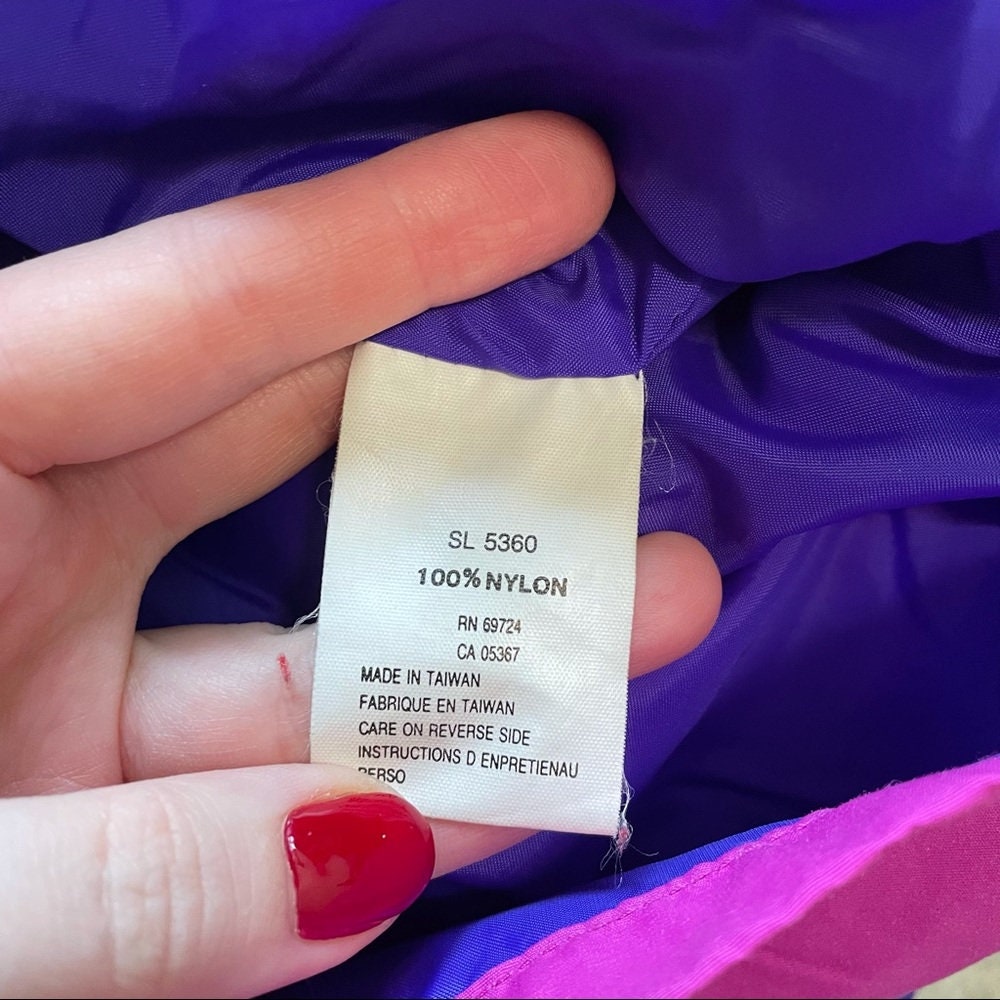 SL 5360
100% NYLON
RN 69724
CA 05367
MADE IN TAIWAN
FABRIQUE EN TAIWAN
CARE ON REVERSE SIDE
INSTRUCTIONS D ENPRETIENAU
PERSO